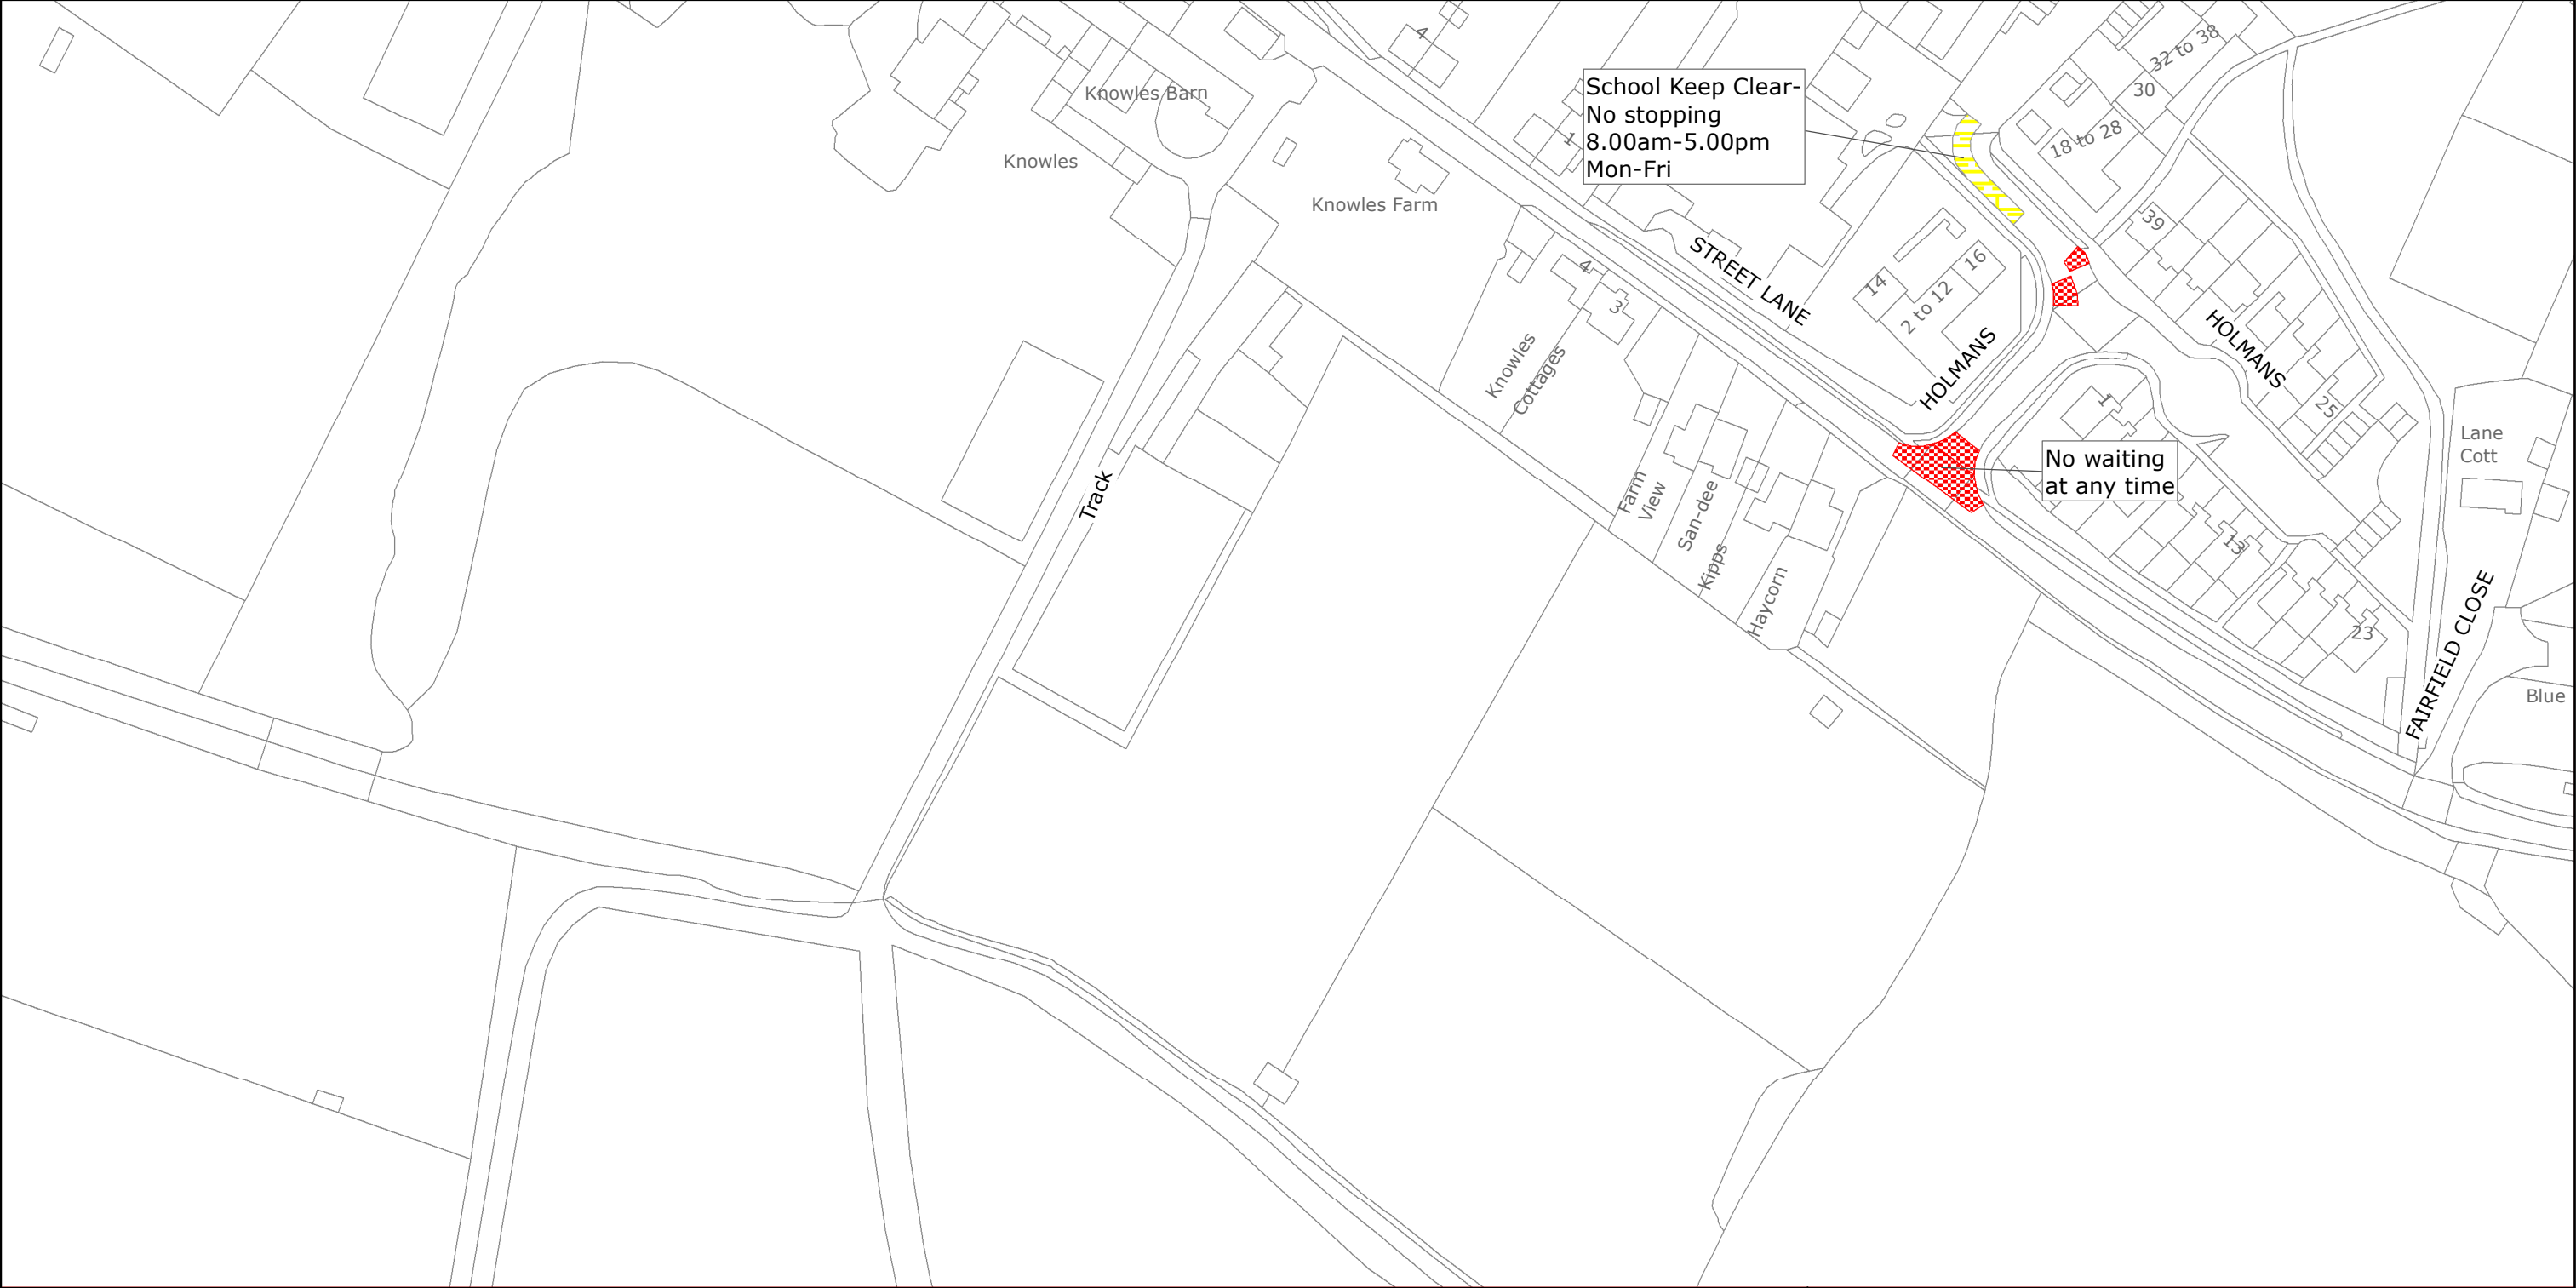 4
32 to 38
30
18 to 28
School Keep Clear-
No stopping
8.00am-5.00pm
Mon-Fri
1
Knowles Barn
Knowles
Knowles Farm
39
STREET LANE
4
3
14
16
2 to 12
HOLMANS
HOLMANS
Knowles
Cottages
1
25
Lane
Cott
No waiting
at any time
Track
Farm
View
San-dee
Kipps
Haycorn
13
23
FAIRFIELD CLOSE
Blue